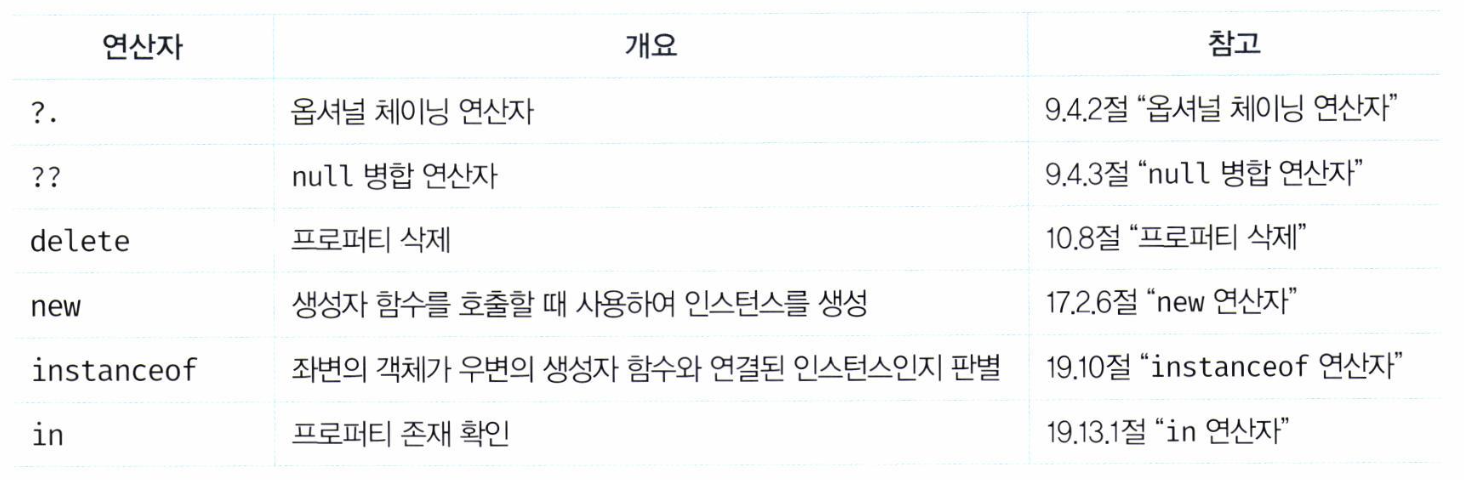 연산자 개요 참고
?. 옵셔널 체이닝 연산자 9.4.2절 “옵셔널 체이닝 연산자”
?? null 병합 연산자 9.4.3절 “null 병합 연산자”
delete 프로퍼티 삭제 10.8절 “프로퍼티 삭제”
new 생성자 함수를 호출할 때 사용하여 인스턴스를 생성 17.2.6절 “new 연산자”
instanceof 좌변의 객체가 우변의 생성자 함수와 연결된 인스턴스인지 판별 19.10절 “instanceof 연산자”
in 프로퍼티 존재 확인 19.13.1절 “in 연산자”